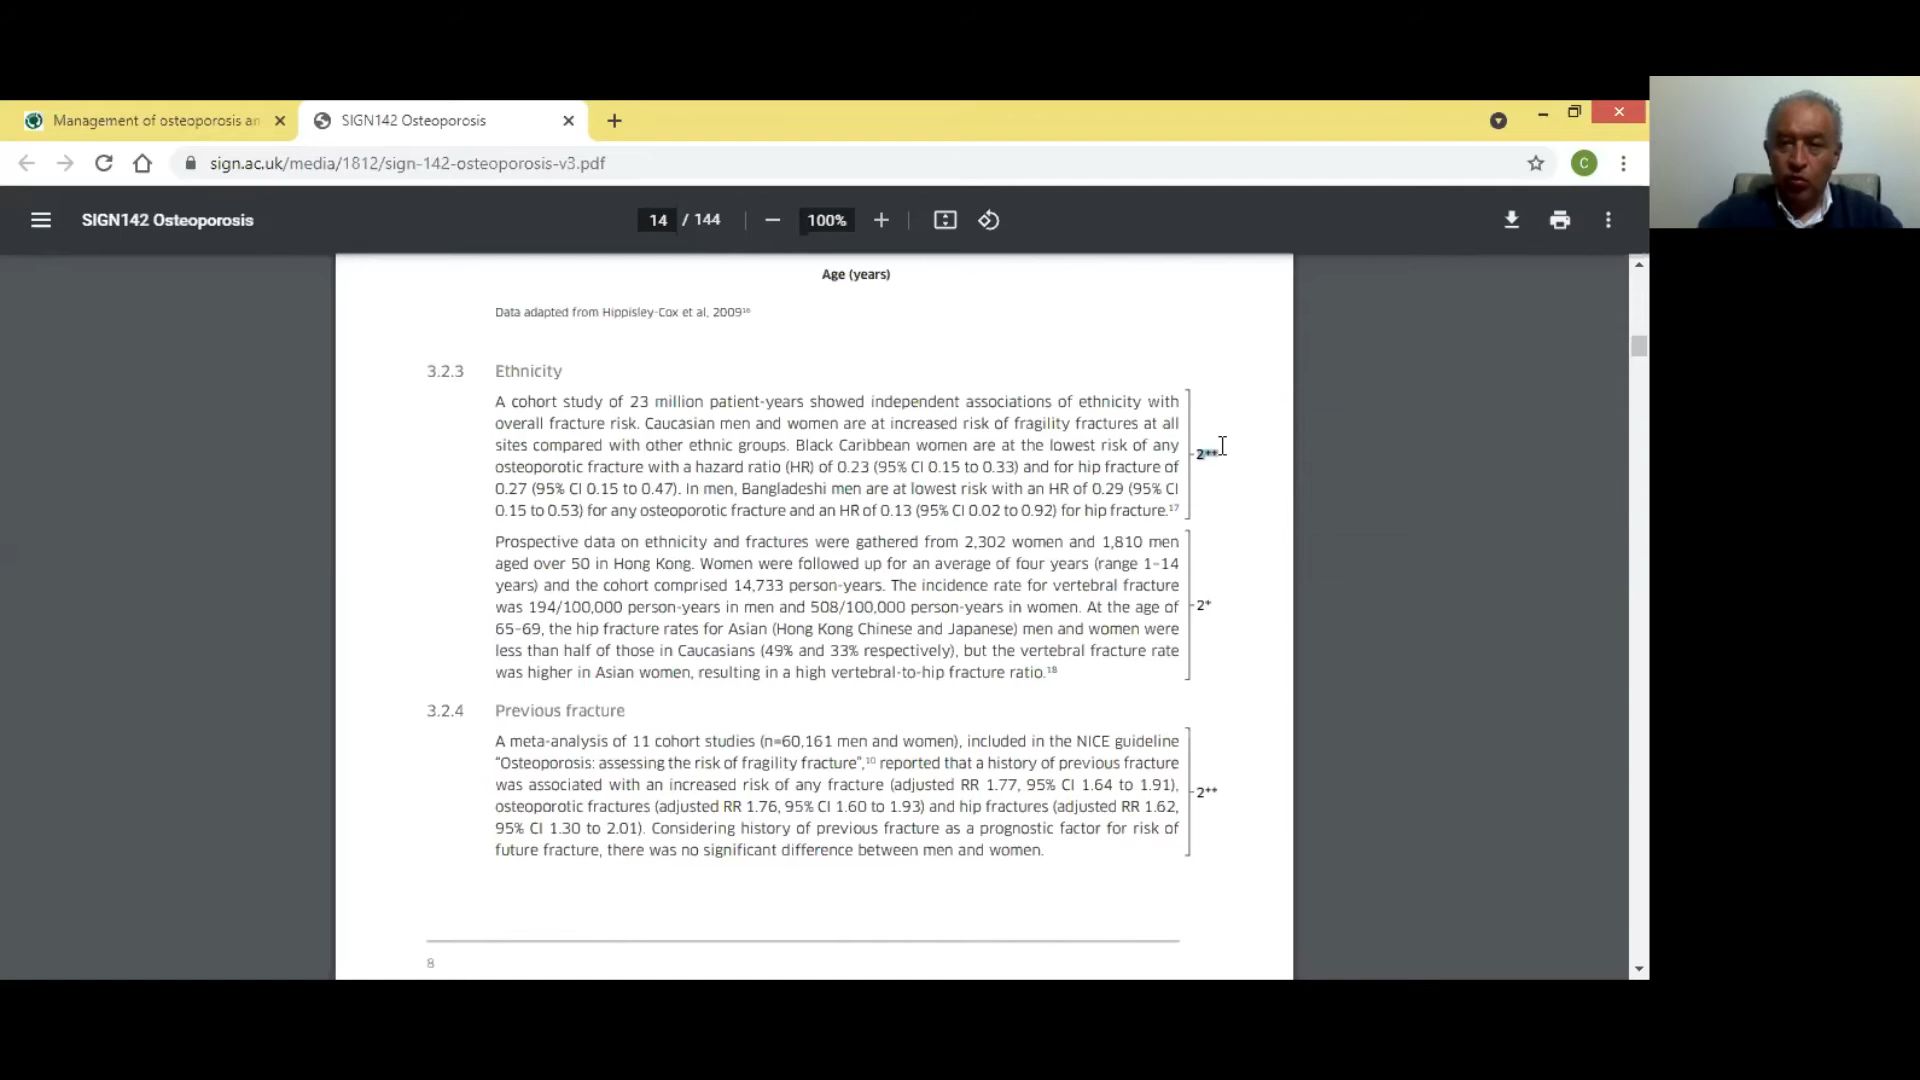 Management of osteoporosis an
SIGN142 Osteoporosis
sign.ac.uk/media/1812/sign-142-osteoporosis-v3.pdf
C
SIGN142 Osteoporosis
14 / 144
100%
Age (years)
Data adapted from Hippisley-Cox et al, 2009¹⁶
3.2.3 Ethnicity
A cohort study of 23 million patient-years showed independent associations of ethnicity with
overall fracture risk. Caucasian men and women are at increased risk of fragility fractures at all
sites compared with other ethnic groups. Black Caribbean women are at the lowest risk of any
osteoporotic fracture with a hazard ratio (HR) of 0.23 (95% CI 0.15 to 0.33) and for hip fracture of
0.27 (95% CI 0.15 to 0.47). In men, Bangladeshi men are at lowest risk with an HR of 0.29 (95% CI
0.15 to 0.53) for any osteoporotic fracture and an HR of 0.13 (95% CI 0.02 to 0.92) for hip fracture.¹⁷
2⁺⁺
Prospective data on ethnicity and fractures were gathered from 2,302 women and 1,810 men
aged over 50 in Hong Kong. Women were followed up for an average of four years (range 1–14
years) and the cohort comprised 14,733 person-years. The incidence rate for vertebral fracture
was 194/100,000 person-years in men and 508/100,000 person-years in women. At the age of
65–69, the hip fracture rates for Asian (Hong Kong Chinese and Japanese) men and women were
less than half of those in Caucasians (49% and 33% respectively), but the vertebral fracture rate
was higher in Asian women, resulting in a high vertebral-to-hip fracture ratio.¹⁸
2⁺
3.2.4 Previous fracture
A meta-analysis of 11 cohort studies (n=60,161 men and women), included in the NICE guideline
“Osteoporosis: assessing the risk of fragility fracture”,¹⁰ reported that a history of previous fracture
was associated with an increased risk of any fracture (adjusted RR 1.77, 95% CI 1.64 to 1.91),
osteoporotic fractures (adjusted RR 1.76, 95% CI 1.60 to 1.93) and hip fractures (adjusted RR 1.62,
95% CI 1.30 to 2.01). Considering history of previous fracture as a prognostic factor for risk of
future fracture, there was no significant difference between men and women.
2⁺⁺
8